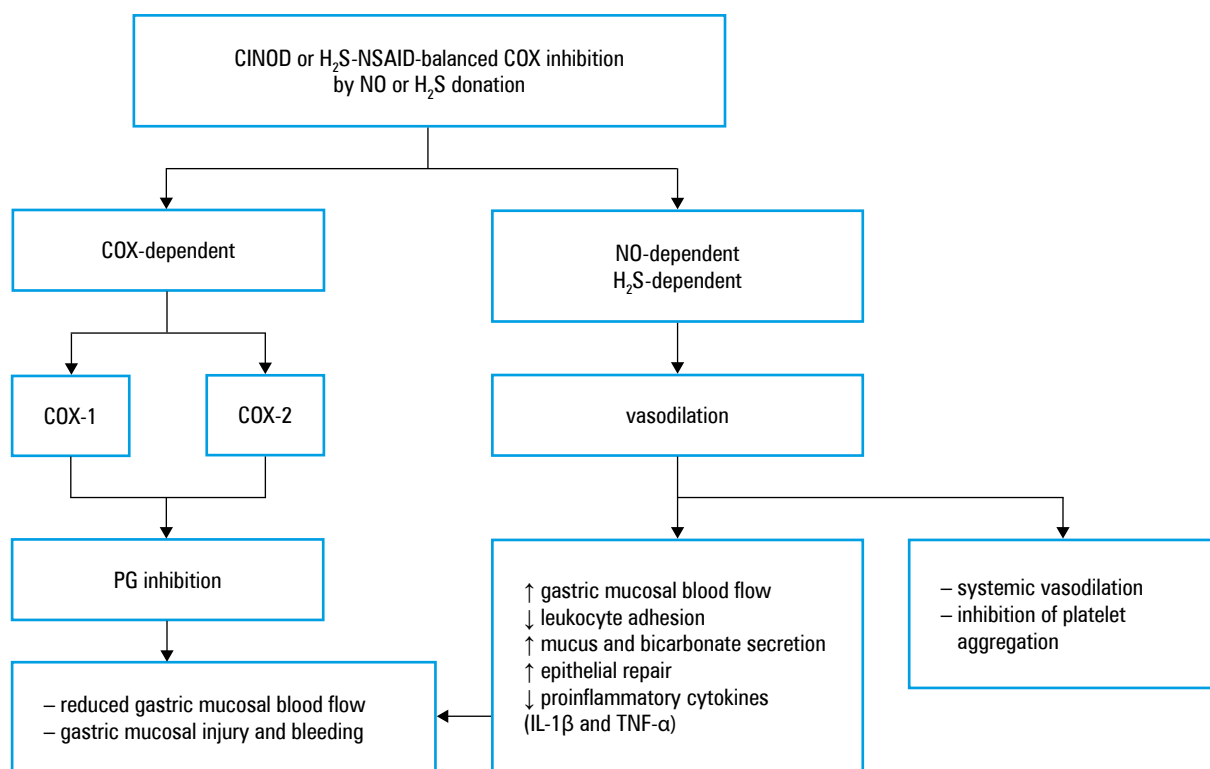 CINOD or H₂S-NSAID-balanced COX inhibition
by NO or H₂S donation
COX-dependent
NO-dependent
H₂S-dependent
COX-1
COX-2
vasodilation
PG inhibition
↑ gastric mucosal blood flow
↓ leukocyte adhesion
↑ mucus and bicarbonate secretion
↑ epithelial repair
↓ proinflammatory cytokines
(IL-1β and TNF-α)
– systemic vasodilation
– inhibition of platelet
aggregation
– reduced gastric mucosal blood flow
– gastric mucosal injury and bleeding